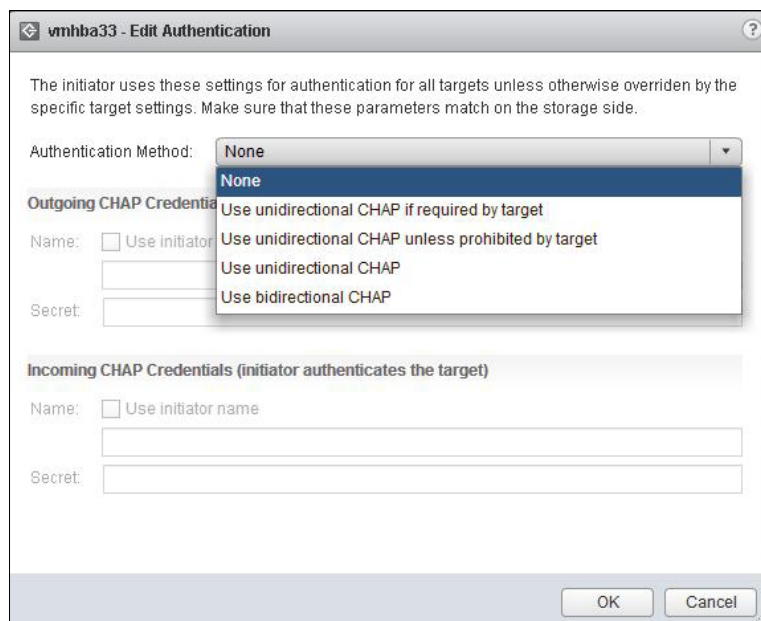 vmhba33 - Edit Authentication
?
The initiator uses these settings for authentication for all targets unless otherwise overriden by the
specific target settings. Make sure that these parameters match on the storage side.
Authentication Method: None
None
Use unidirectional CHAP if required by target
Use unidirectional CHAP unless prohibited by target
Use unidirectional CHAP
Use bidirectional CHAP
Outgoing CHAP Credentia
Name: Use initiator
Secret:
Incoming CHAP Credentials (initiator authenticates the target)
Name: Use initiator name
Secret:
OK Cancel